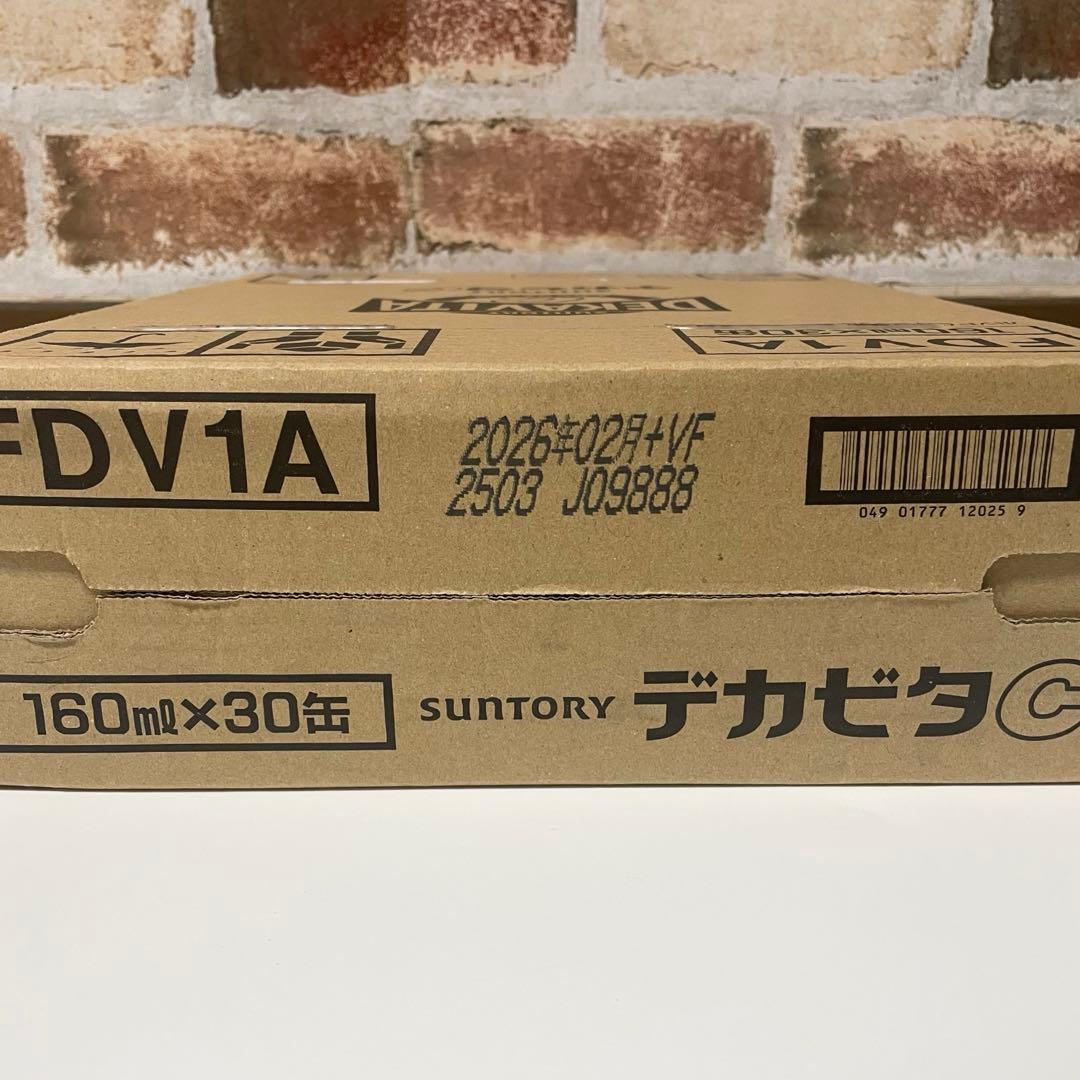 DEKAVITA
FDV1A
FDV1A
2026年02月+VF
2503 J09888
049 01777 12025 9
160ml×30缶
SUNTORY デカビタC